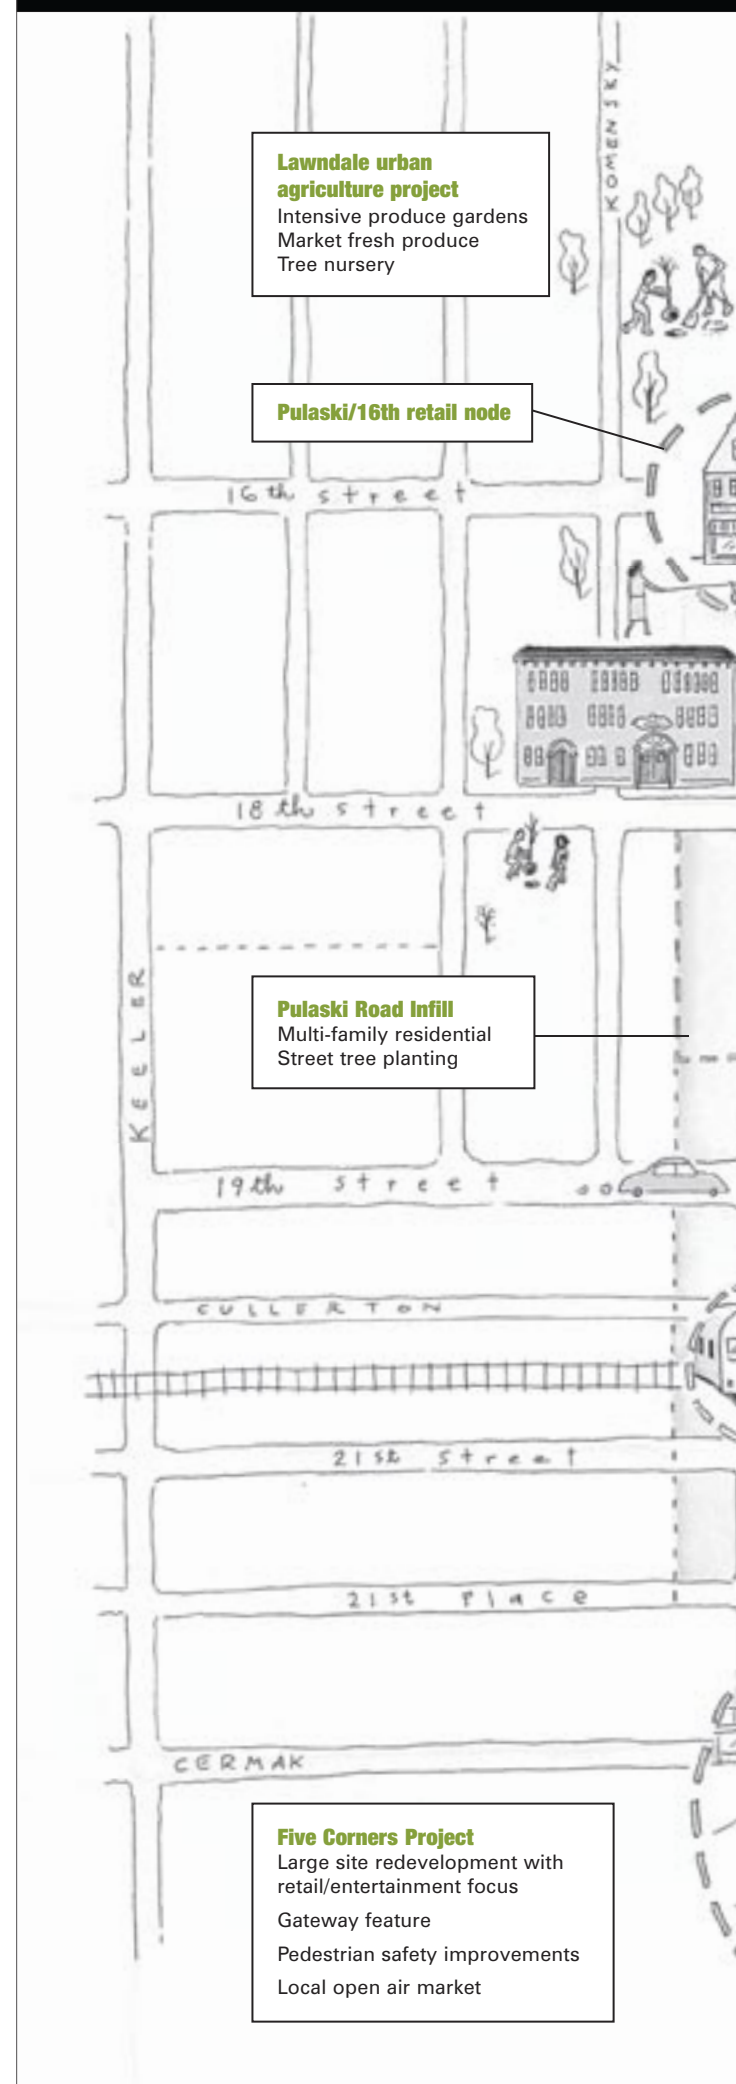 KOMENSKY
Lawndale urban
agriculture project
Intensive produce gardens
Market fresh produce
Tree nursery
Pulaski/16th retail node
16th street
18th street
KEELER
Pulaski Road Infill
Multi-family residential
Street tree planting
19th street
CULLERTON
21st street
21st Place
CERMAK
Five Corners Project
Large site redevelopment with
retail/entertainment focus
Gateway feature
Pedestrian safety improvements
Local open air market